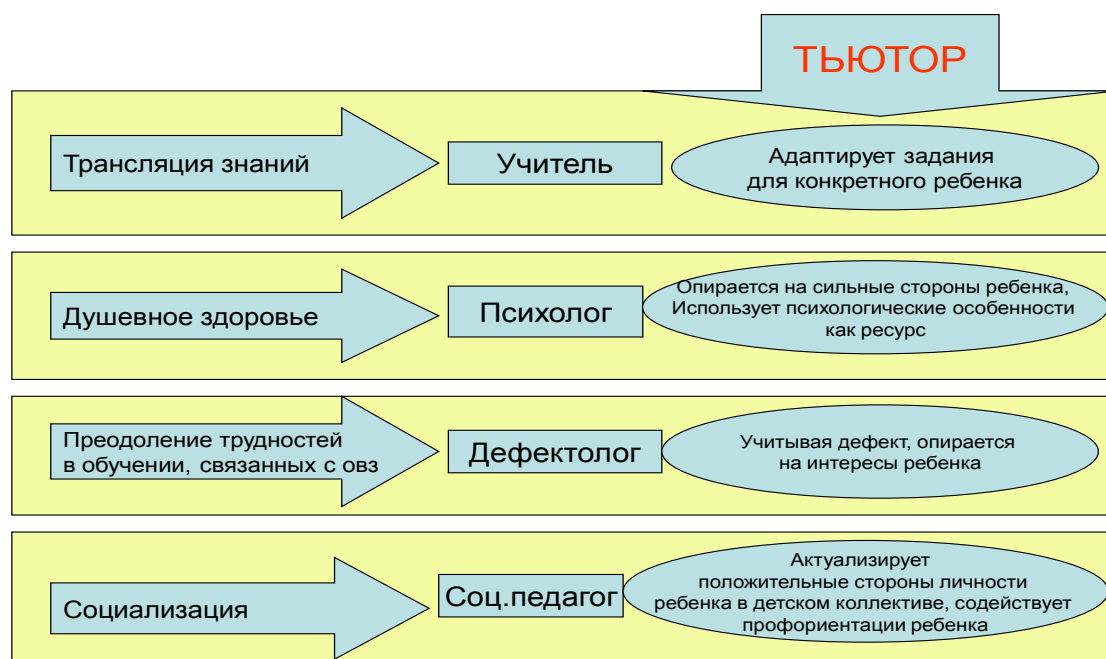 ТЬЮТОР
Трансляция знаний
Учитель
Адаптирует задания
для конкретного ребенка
Душевное здоровье
Психолог
Опирается на сильные стороны ребенка,
Использует психологические особенности
как ресурс
Преодоление трудностей
в обучении, связанных с овз
Дефектолог
Учитывая дефект, опирается
на интересы ребенка
Социализация
Соц.педагог
Актуализирует
положительные стороны личности
ребенка в детском коллективе, содействует
профориентации ребенка